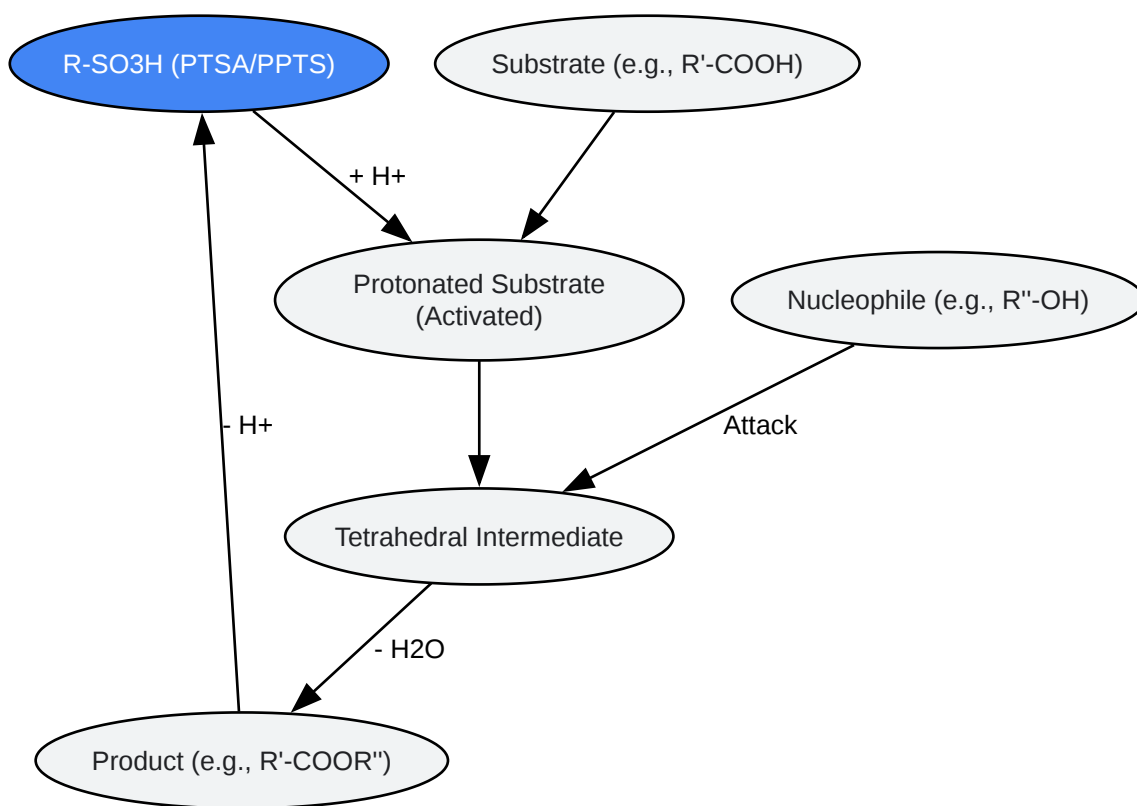 R-SO3H (PTSA/PPTS)
Substrate (e.g., R'-COOH)
+ H+
Protonated Substrate
(Activated)
Nucleophile (e.g., R''-OH)
- H+
Attack
Tetrahedral Intermediate
- H2O
Product (e.g., R'-COOR'')